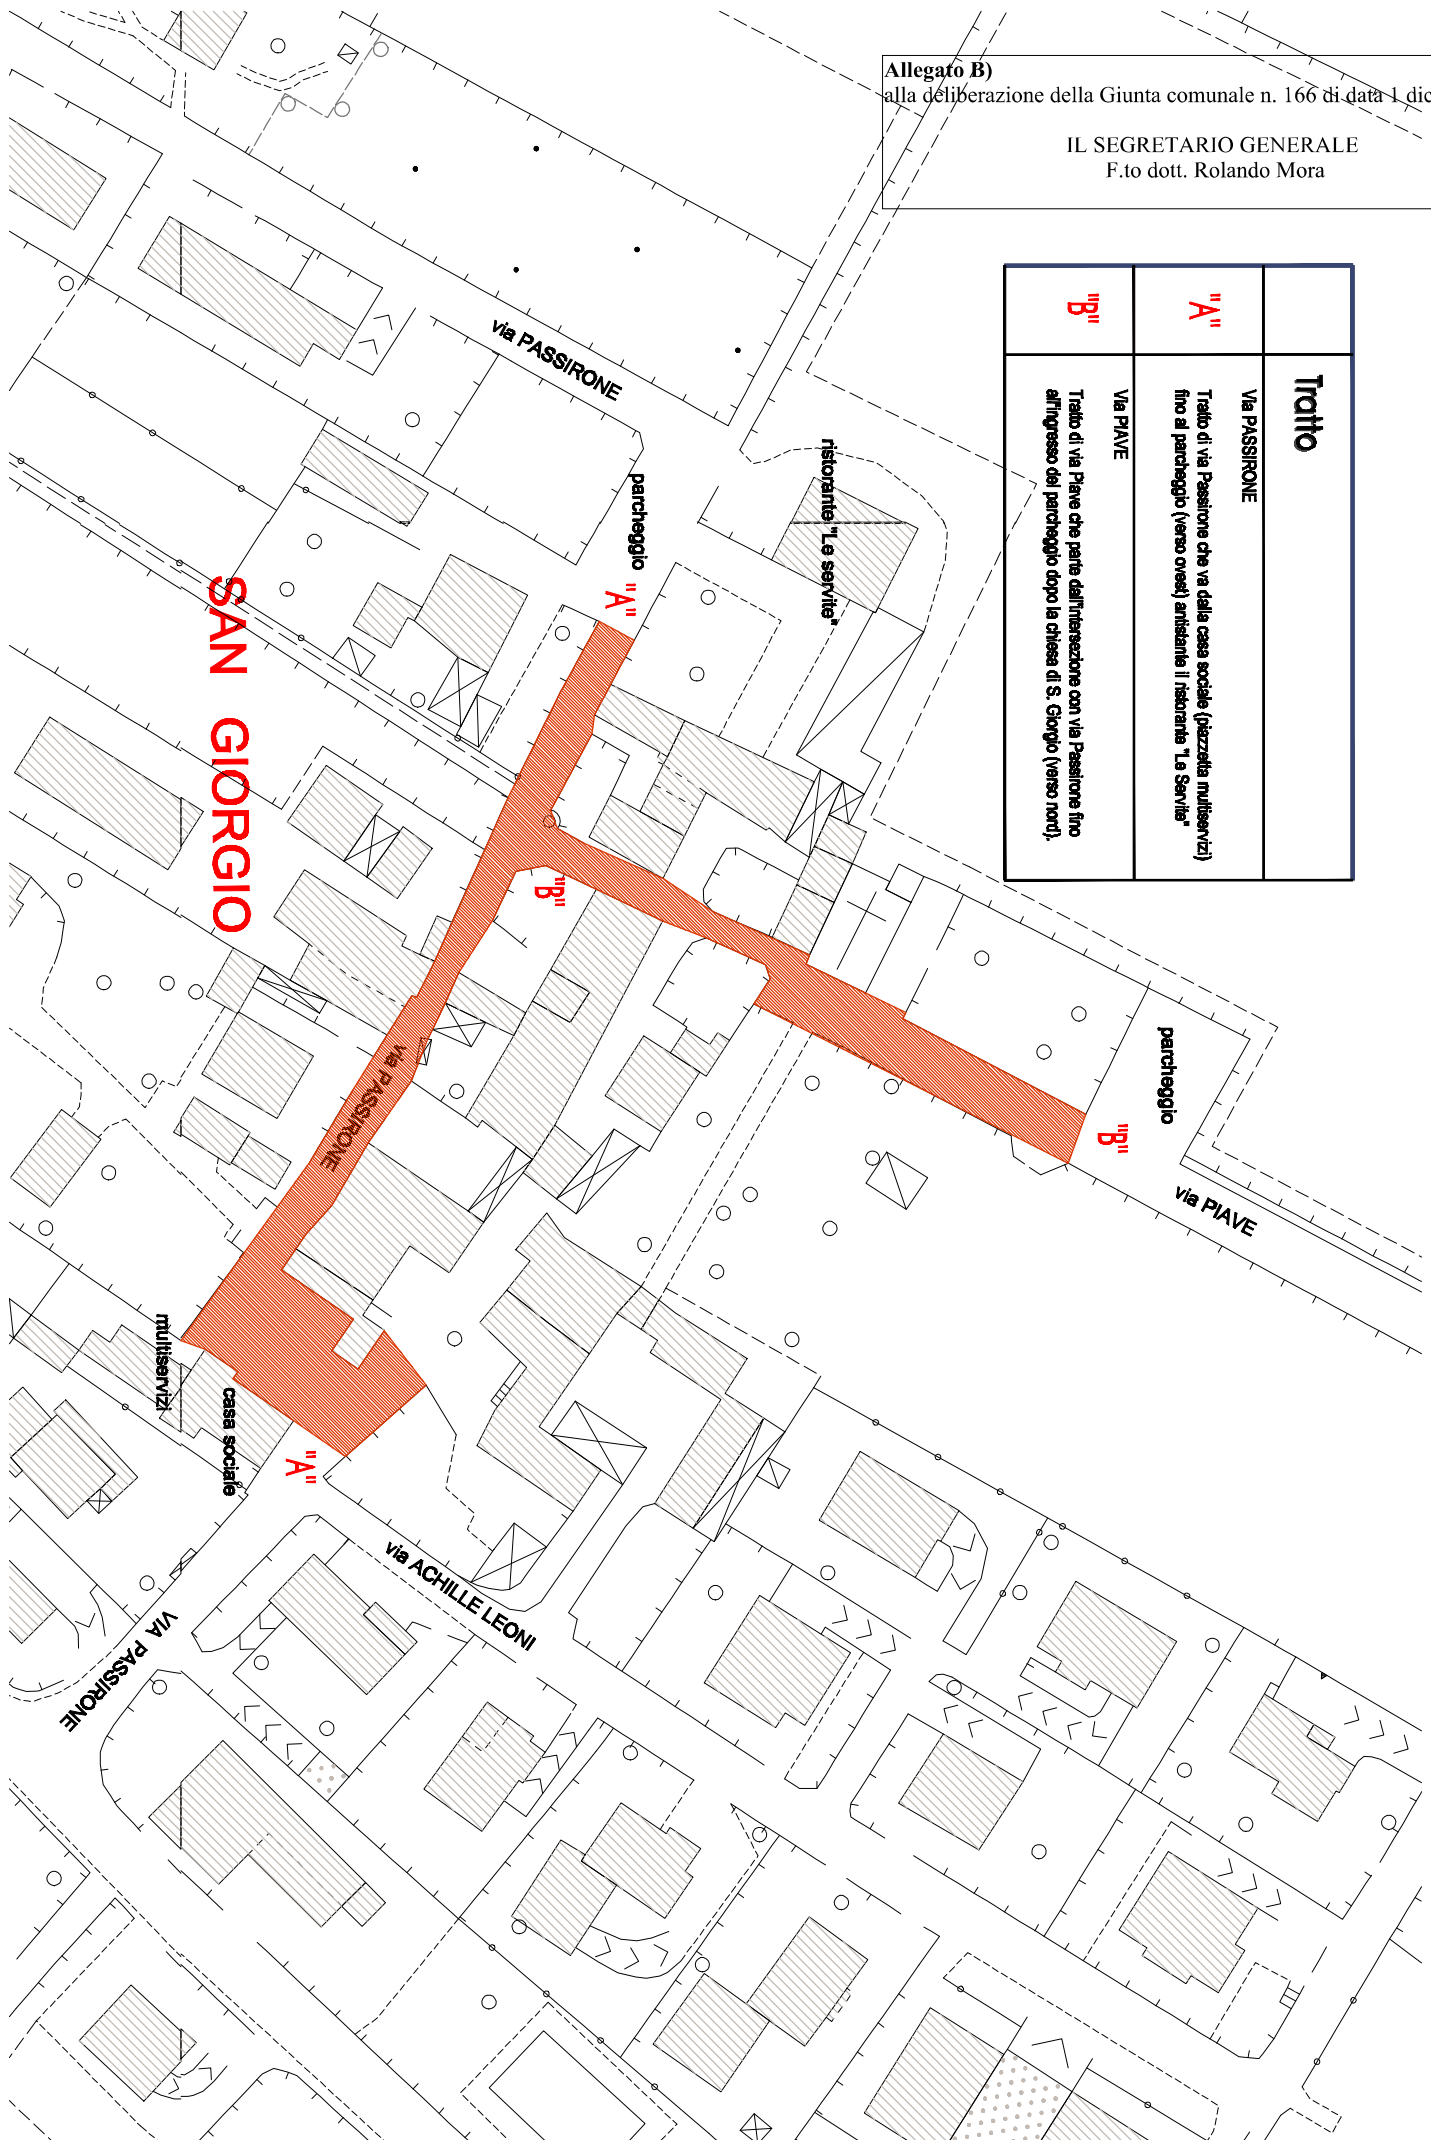 Allegato B)
alla deliberazione della Giunta comunale n. 166 di data 1 dic
IL SEGRETARIO GENERALE
F.to dott. Rolando Mora
Tratto
"A"
Via PASSIRONE
Tratto di via Passirone che va dalla casa sociale (piazzetta multiservizi)
fino al parcheggio (verso ovest) antistante il ristorante "Le Servite"
"B"
Via PIAVE
Tratto di via Piave che parte dall'intersezione con via Passirone fino
all'ingresso del parcheggio dopo la chiesa di S. Giorgio (verso nord).
via PASSIRONE
ristorante "Le servite"
parcheggio
"A"
SAN GIORGIO
"B"
via PASSIRONE
parcheggio
"B"
via PIAVE
multiservizi
casa sociale
"A"
via ACHILLE LEONI
VIA PASSIRONE